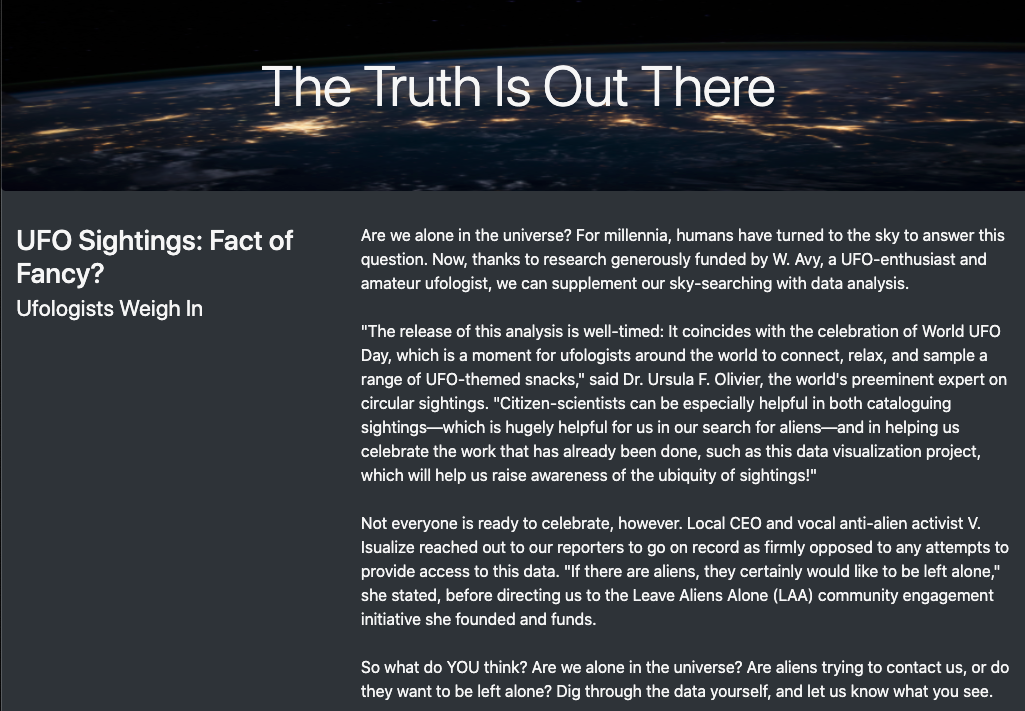 The Truth Is Out There
UFO Sightings: Fact of
Fancy?
Ufologists Weigh In
Are we alone in the universe? For millennia, humans have turned to the sky to answer this
question. Now, thanks to research generously funded by W. Avy, a UFO-enthusiast and
amateur ufologist, we can supplement our sky-searching with data analysis.
"The release of this analysis is well-timed: It coincides with the celebration of World UFO
Day, which is a moment for ufologists around the world to connect, relax, and sample a
range of UFO-themed snacks," said Dr. Ursula F. Olivier, the world's preeminent expert on
circular sightings. "Citizen-scientists can be especially helpful in both cataloguing
sightings—which is hugely helpful for us in our search for aliens—and in helping us
celebrate the work that has already been done, such as this data visualization project,
which will help us raise awareness of the ubiquity of sightings!"
Not everyone is ready to celebrate, however. Local CEO and vocal anti-alien activist V.
Isualize reached out to our reporters to go on record as firmly opposed to any attempts to
provide access to this data. "If there are aliens, they certainly would like to be left alone,"
she stated, before directing us to the Leave Aliens Alone (LAA) community engagement
initiative she founded and funds.
So what do YOU think? Are we alone in the universe? Are aliens trying to contact us, or do
they want to be left alone? Dig through the data yourself, and let us know what you see.